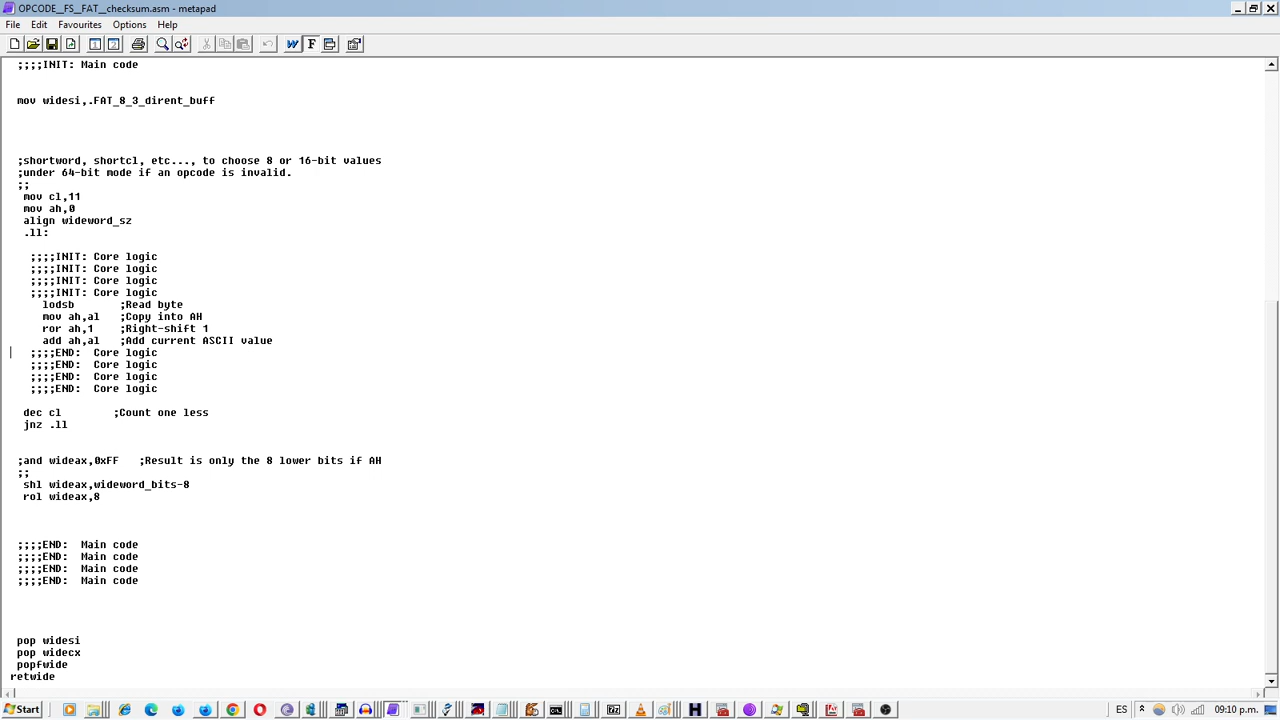 OPCODE__FS__FAT__checksum.asm - metapad
File Edit Favourites Options Help
;;;;INIT: Main code
mov widesi,.FAT_8_3_dirent_buff
;shortword, shortcl, etc..., to choose 8 or 16-bit values
;under 64-bit mode if an opcode is invalid.
;;
mov cl,11
mov ah,0
align wideword_sz
.ll:
;;;;INIT: Core logic
;;;;INIT: Core logic
;;;;INIT: Core logic
;;;;INIT: Core logic
lodsb ;Read byte
mov ah,al ;Copy into AH
ror ah,1 ;Right-shift 1
add ah,al ;Add current ASCII value
;;;;END: Core logic
;;;;END: Core logic
;;;;END: Core logic
;;;;END: Core logic
dec cl ;Count one less
jnz .ll
;and wideax,0xFF ;Result is only the 8 lower bits if AH
;;
shl wideax,wideword_bits-8
rol wideax,8
;;;;END: Main code
;;;;END: Main code
;;;;END: Main code
;;;;END: Main code
pop widesi
pop widecx
popfwide
retwide
Start ES 09:10 p.m.